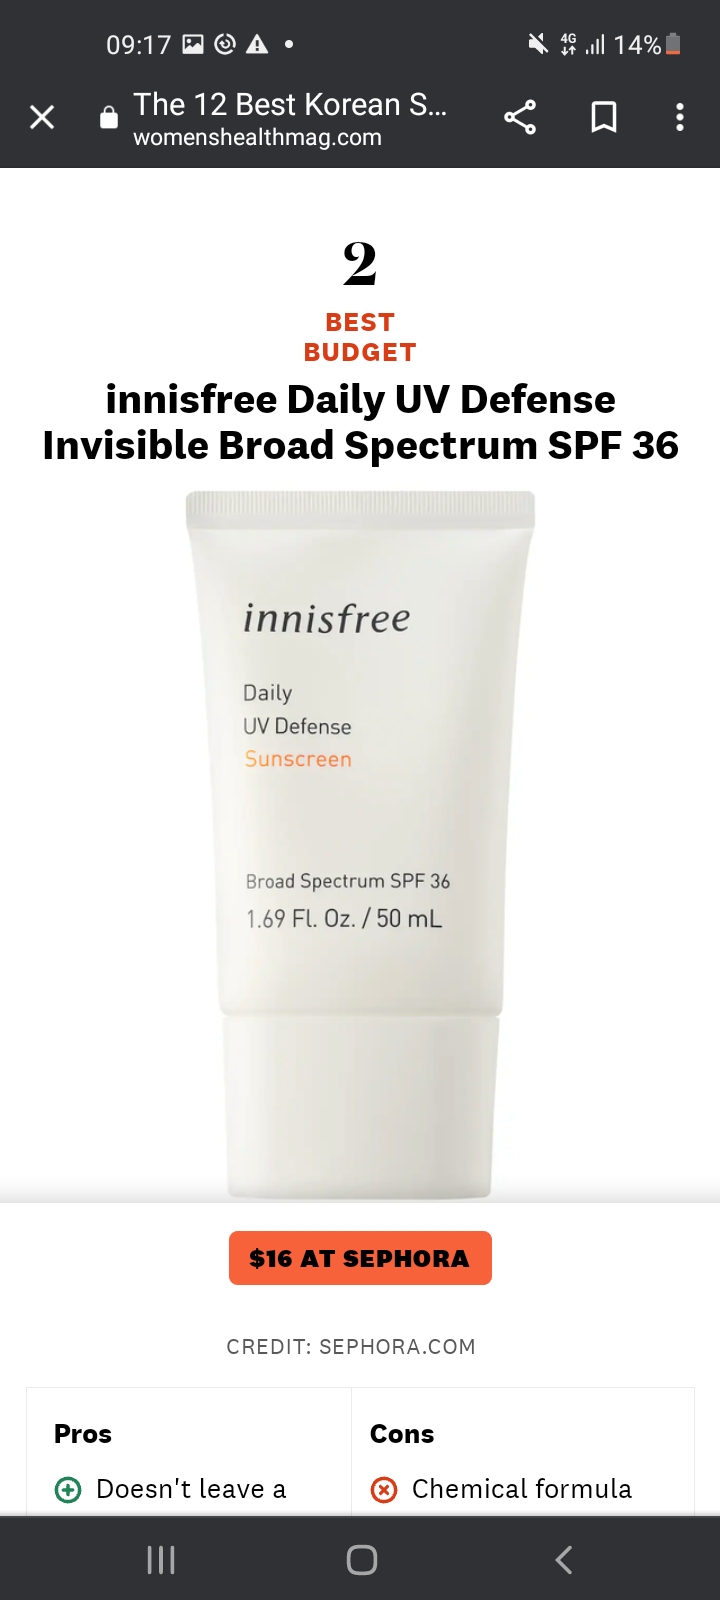 09:17
4G
14%
The 12 Best Korean S...
womenshealthmag.com
2
BEST
BUDGET
innisfree Daily UV Defense
Invisible Broad Spectrum SPF 36
innisfree
Daily
UV Defense
Sunscreen
Broad Spectrum SPF 36
1.69 Fl. Oz. / 50 mL
$16 AT SEPHORA
CREDIT: SEPHORA.COM
Pros
Doesn't leave a
Cons
Chemical formula